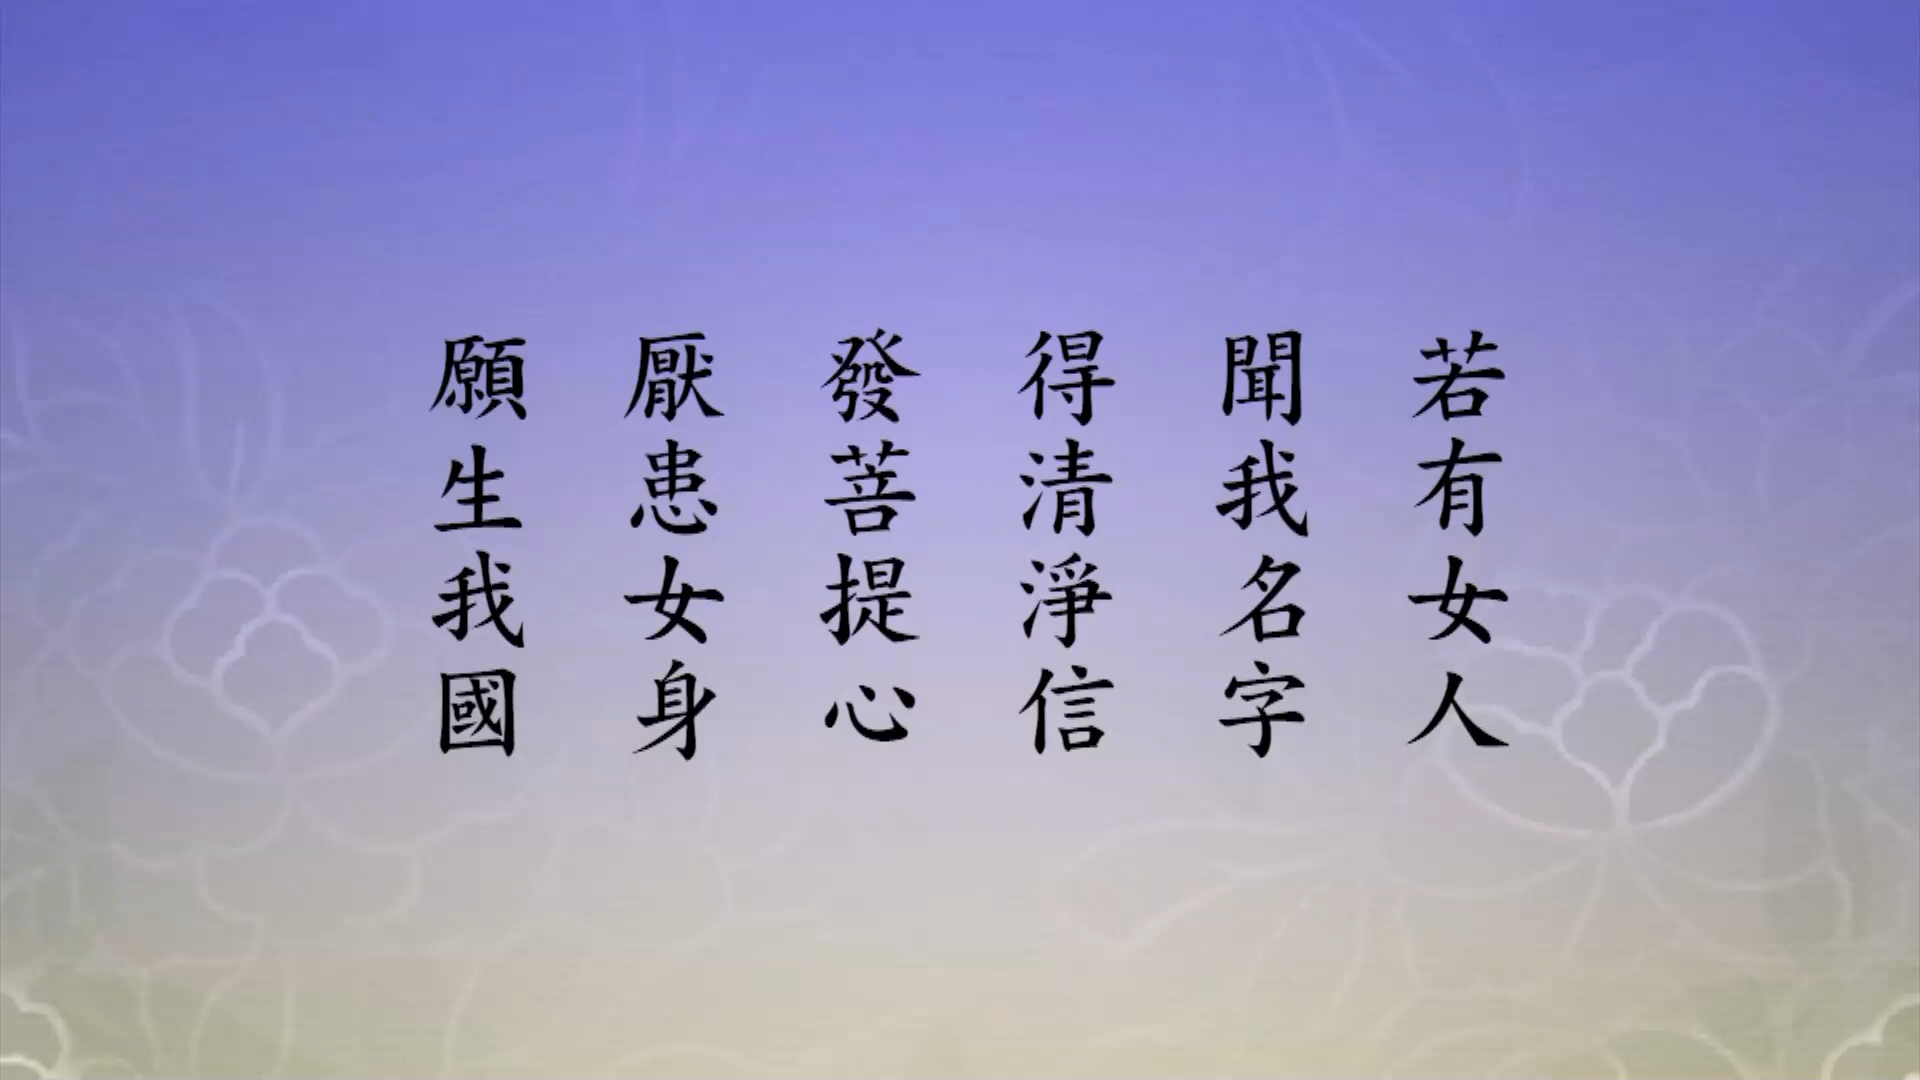 若有女人
聞我名字
得清淨信
發菩提心
厭患女身
願生我國